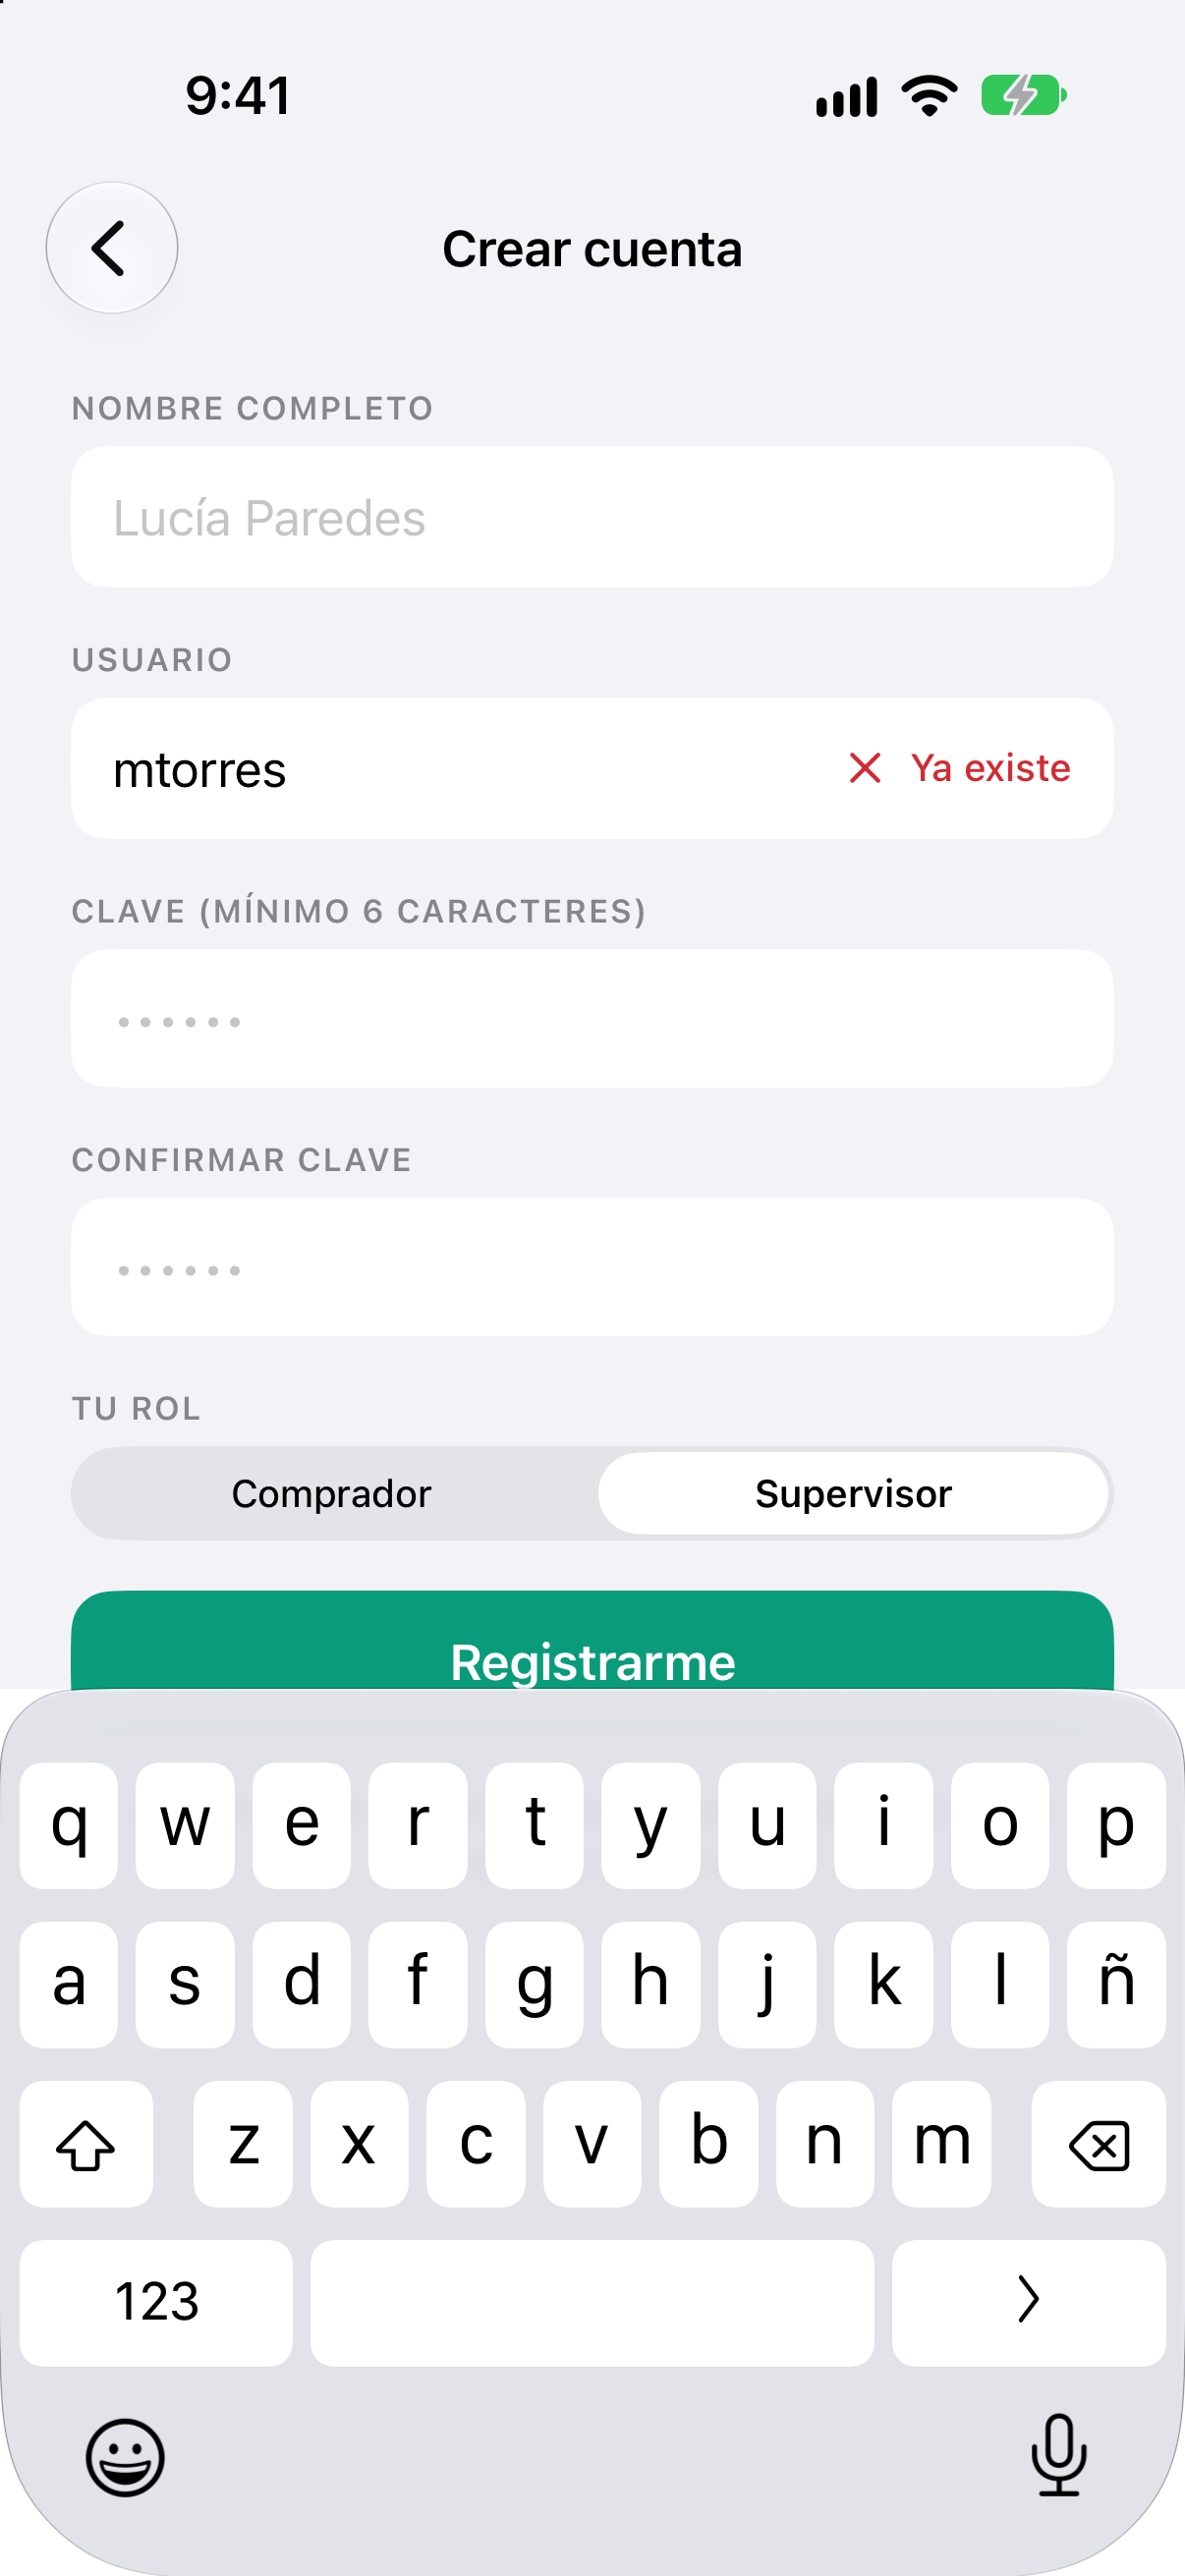 9:41
Crear cuenta
NOMBRE COMPLETO
Lucía Paredes
USUARIO
mtorres Ya existe
CLAVE (MÍNIMO 6 CARACTERES)
••••••
CONFIRMAR CLAVE
••••••
TU ROL
Comprador Supervisor
Registrarme
q w e r t y u i o p
a s d f g h j k l ñ
z x c v b n m
123